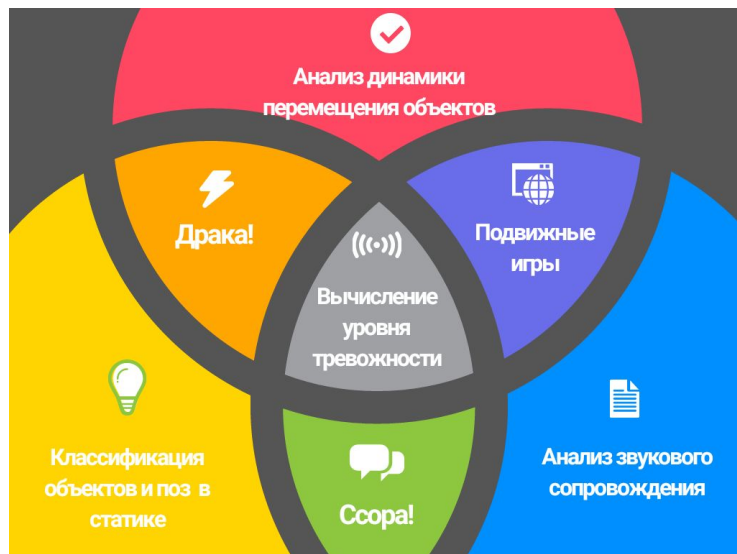 Анализ динамики
перемещения объектов
Драка!
Подвижные
игры
Вычисление
уровня
тревожности
Классификация
объектов и поз в
статике
Ссора!
Анализ звукового
сопровождения